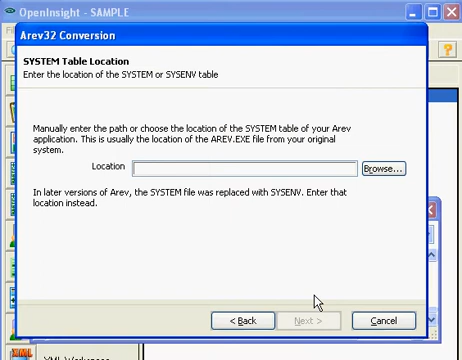 OpenInsight - SAMPLE
Arev32 Conversion
SYSTEM Table Location
Enter the location of the SYSTEM or SYSENV table
Manually enter the path or choose the location of the SYSTEM table of your Arev
application. This is usually the location of the AREV.EXE file from your original
system.
Location
Browse...
In later versions of Arev, the SYSTEM file was replaced with SYSENV. Enter that
location instead.
< Back
Next >
Cancel
XML